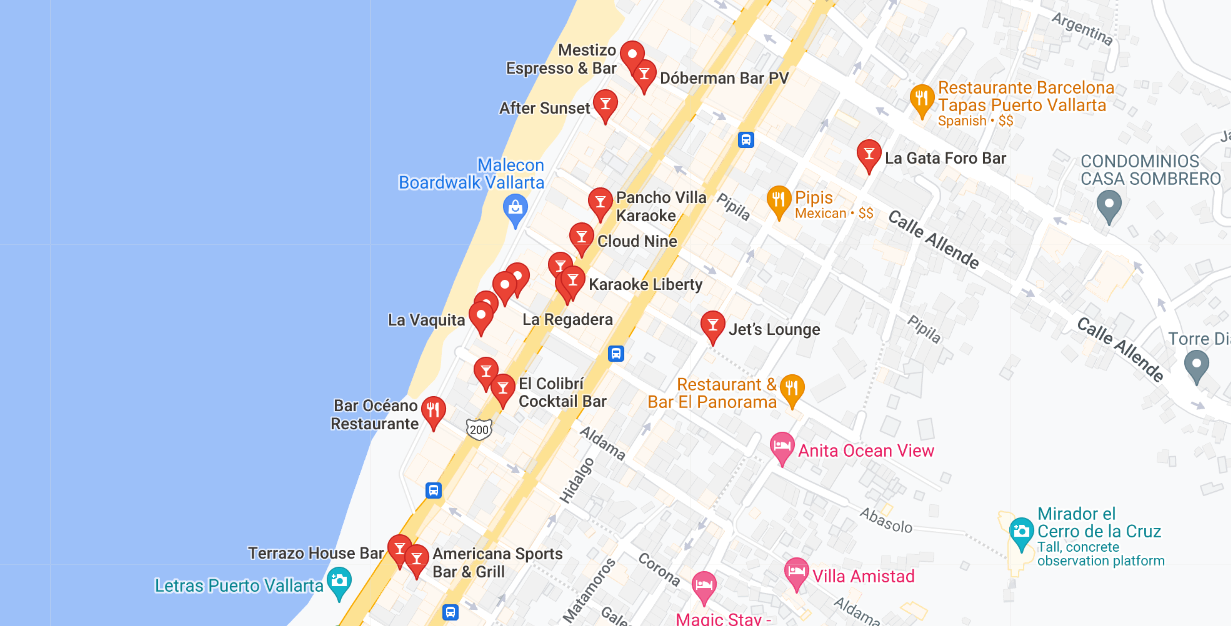 Argentina
Mestizo
Espresso & Bar
Dóberman Bar PV
After Sunset
Restaurante Barcelona
Tapas Puerto Vallarta
Spanish • $$
La Gata Foro Bar
CONDOMINIOS
CASA SOMBRERO
Malecon
Boardwalk Vallarta
Pancho Villa
Karaoke
Pipila
Pipis
Mexican • $$
Calle Allende
Cloud Nine
Karaoke Liberty
La Vaquita
La Regadera
Jet's Lounge
Pipila
Calle Allende
Torre Di
El Colibrí
Cocktail Bar
Restaurant &
Bar El Panorama
Bar Océano
Restaurante
200
Aldama
Anita Ocean View
Hidalgo
Abasolo
Mirador el
Cerro de la Cruz
Tall, concrete
observation platform
Terrazo House Bar
Americana Sports
Bar & Grill
Letras Puerto Vallarta
Corona
Matamoros
Villa Amistad
Aldama
Gale
Magic Stay -